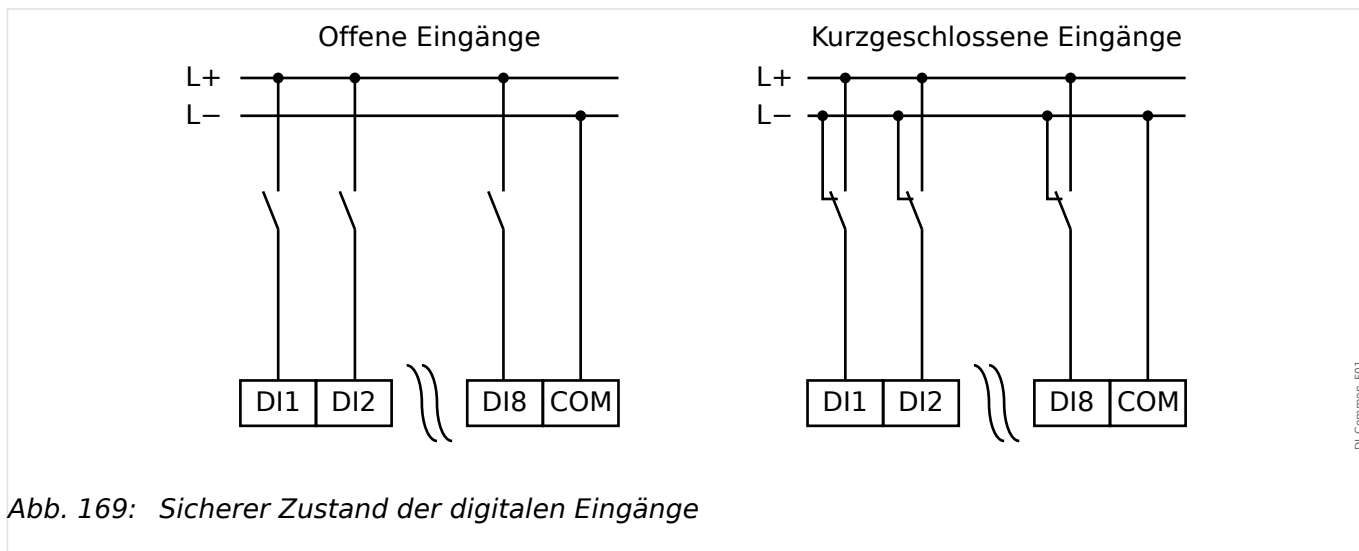 Offene Eingänge
L+
L−
DI1 DI2 DI8 COM
Kurzgeschlossene Eingänge
L+
L−
DI1 DI2 DI8 COM
DI_Common_E01
Abb. 169: Sicherer Zustand der digitalen Eingänge